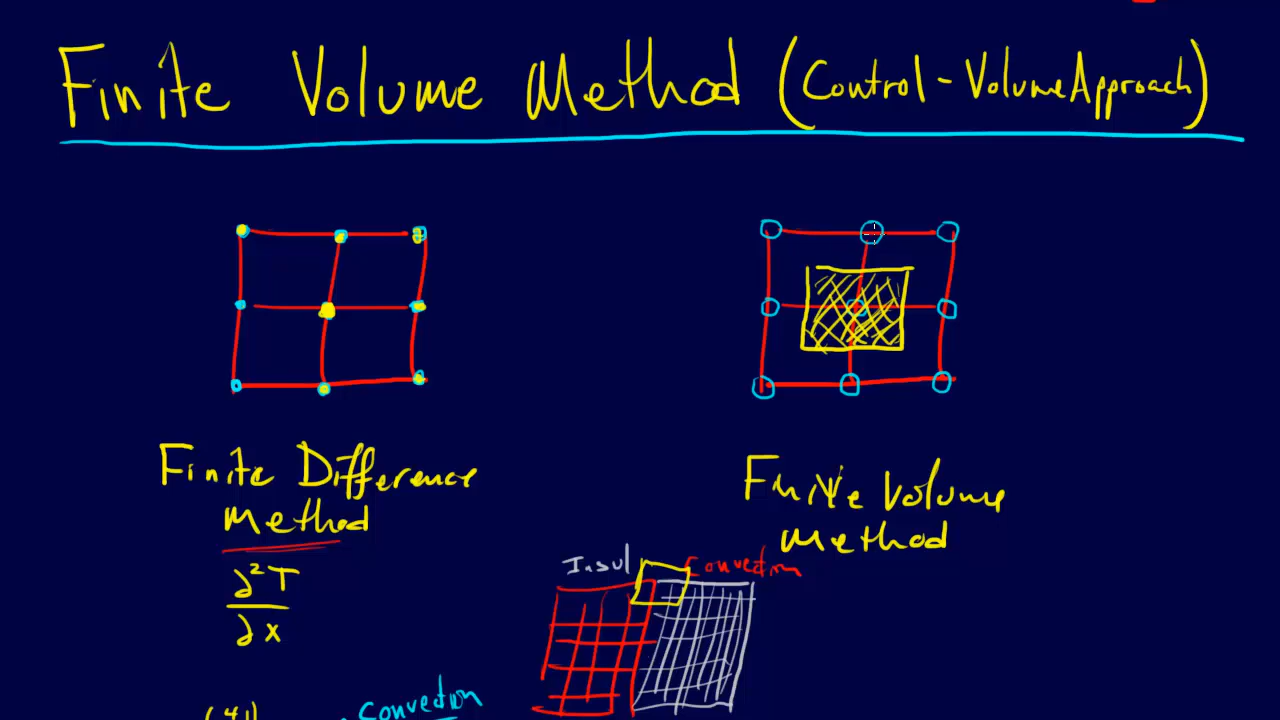 Finite Volume Method (Control-Volume Approach)
Finite Difference
Method
∂²T
∂x
Finite Volume
Method
Insul
Convection
Convection